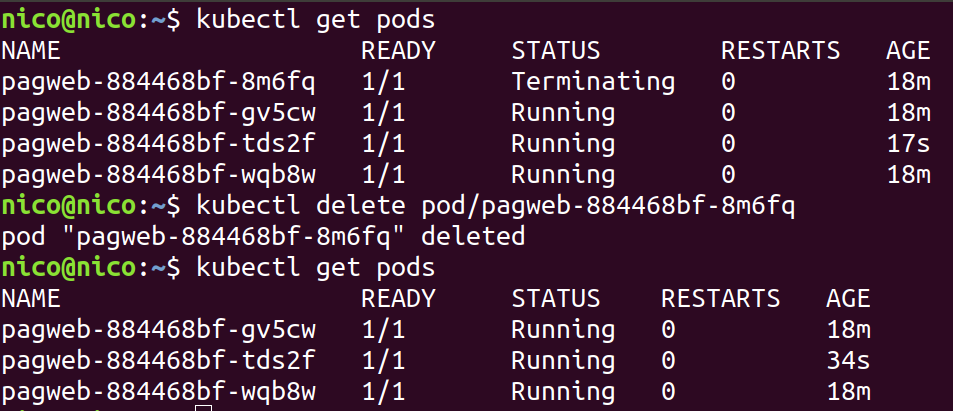 nico@nico:~$ kubectl get pods
NAME READY STATUS RESTARTS AGE
pagweb-884468bf-8m6fq 1/1 Terminating 0 18m
pagweb-884468bf-gv5cw 1/1 Running 0 18m
pagweb-884468bf-tds2f 1/1 Running 0 17s
pagweb-884468bf-wqb8w 1/1 Running 0 18m
nico@nico:~$ kubectl delete pod/pagweb-884468bf-8m6fq
pod "pagweb-884468bf-8m6fq" deleted
nico@nico:~$ kubectl get pods
NAME READY STATUS RESTARTS AGE
pagweb-884468bf-gv5cw 1/1 Running 0 18m
pagweb-884468bf-tds2f 1/1 Running 0 34s
pagweb-884468bf-wqb8w 1/1 Running 0 18m